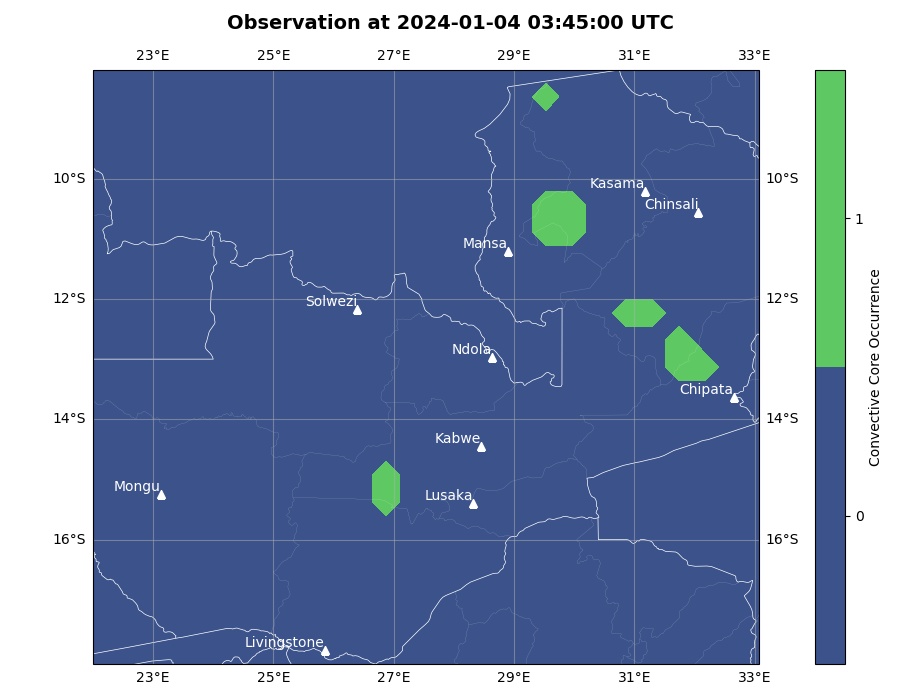 Observation at 2024-01-04 03:45:00 UTC
23°E 25°E 27°E 29°E 31°E 33°E
10°S 10°S
Kasama
Chinsali
Mansa
12°S 12°S
Solwezi
Ndola
Chipata
14°S 14°S
Kabwe
Mongu
Lusaka
16°S 16°S
Livingstone
23°E 25°E 27°E 29°E 31°E 33°E
1
0
Convective Core Occurrence